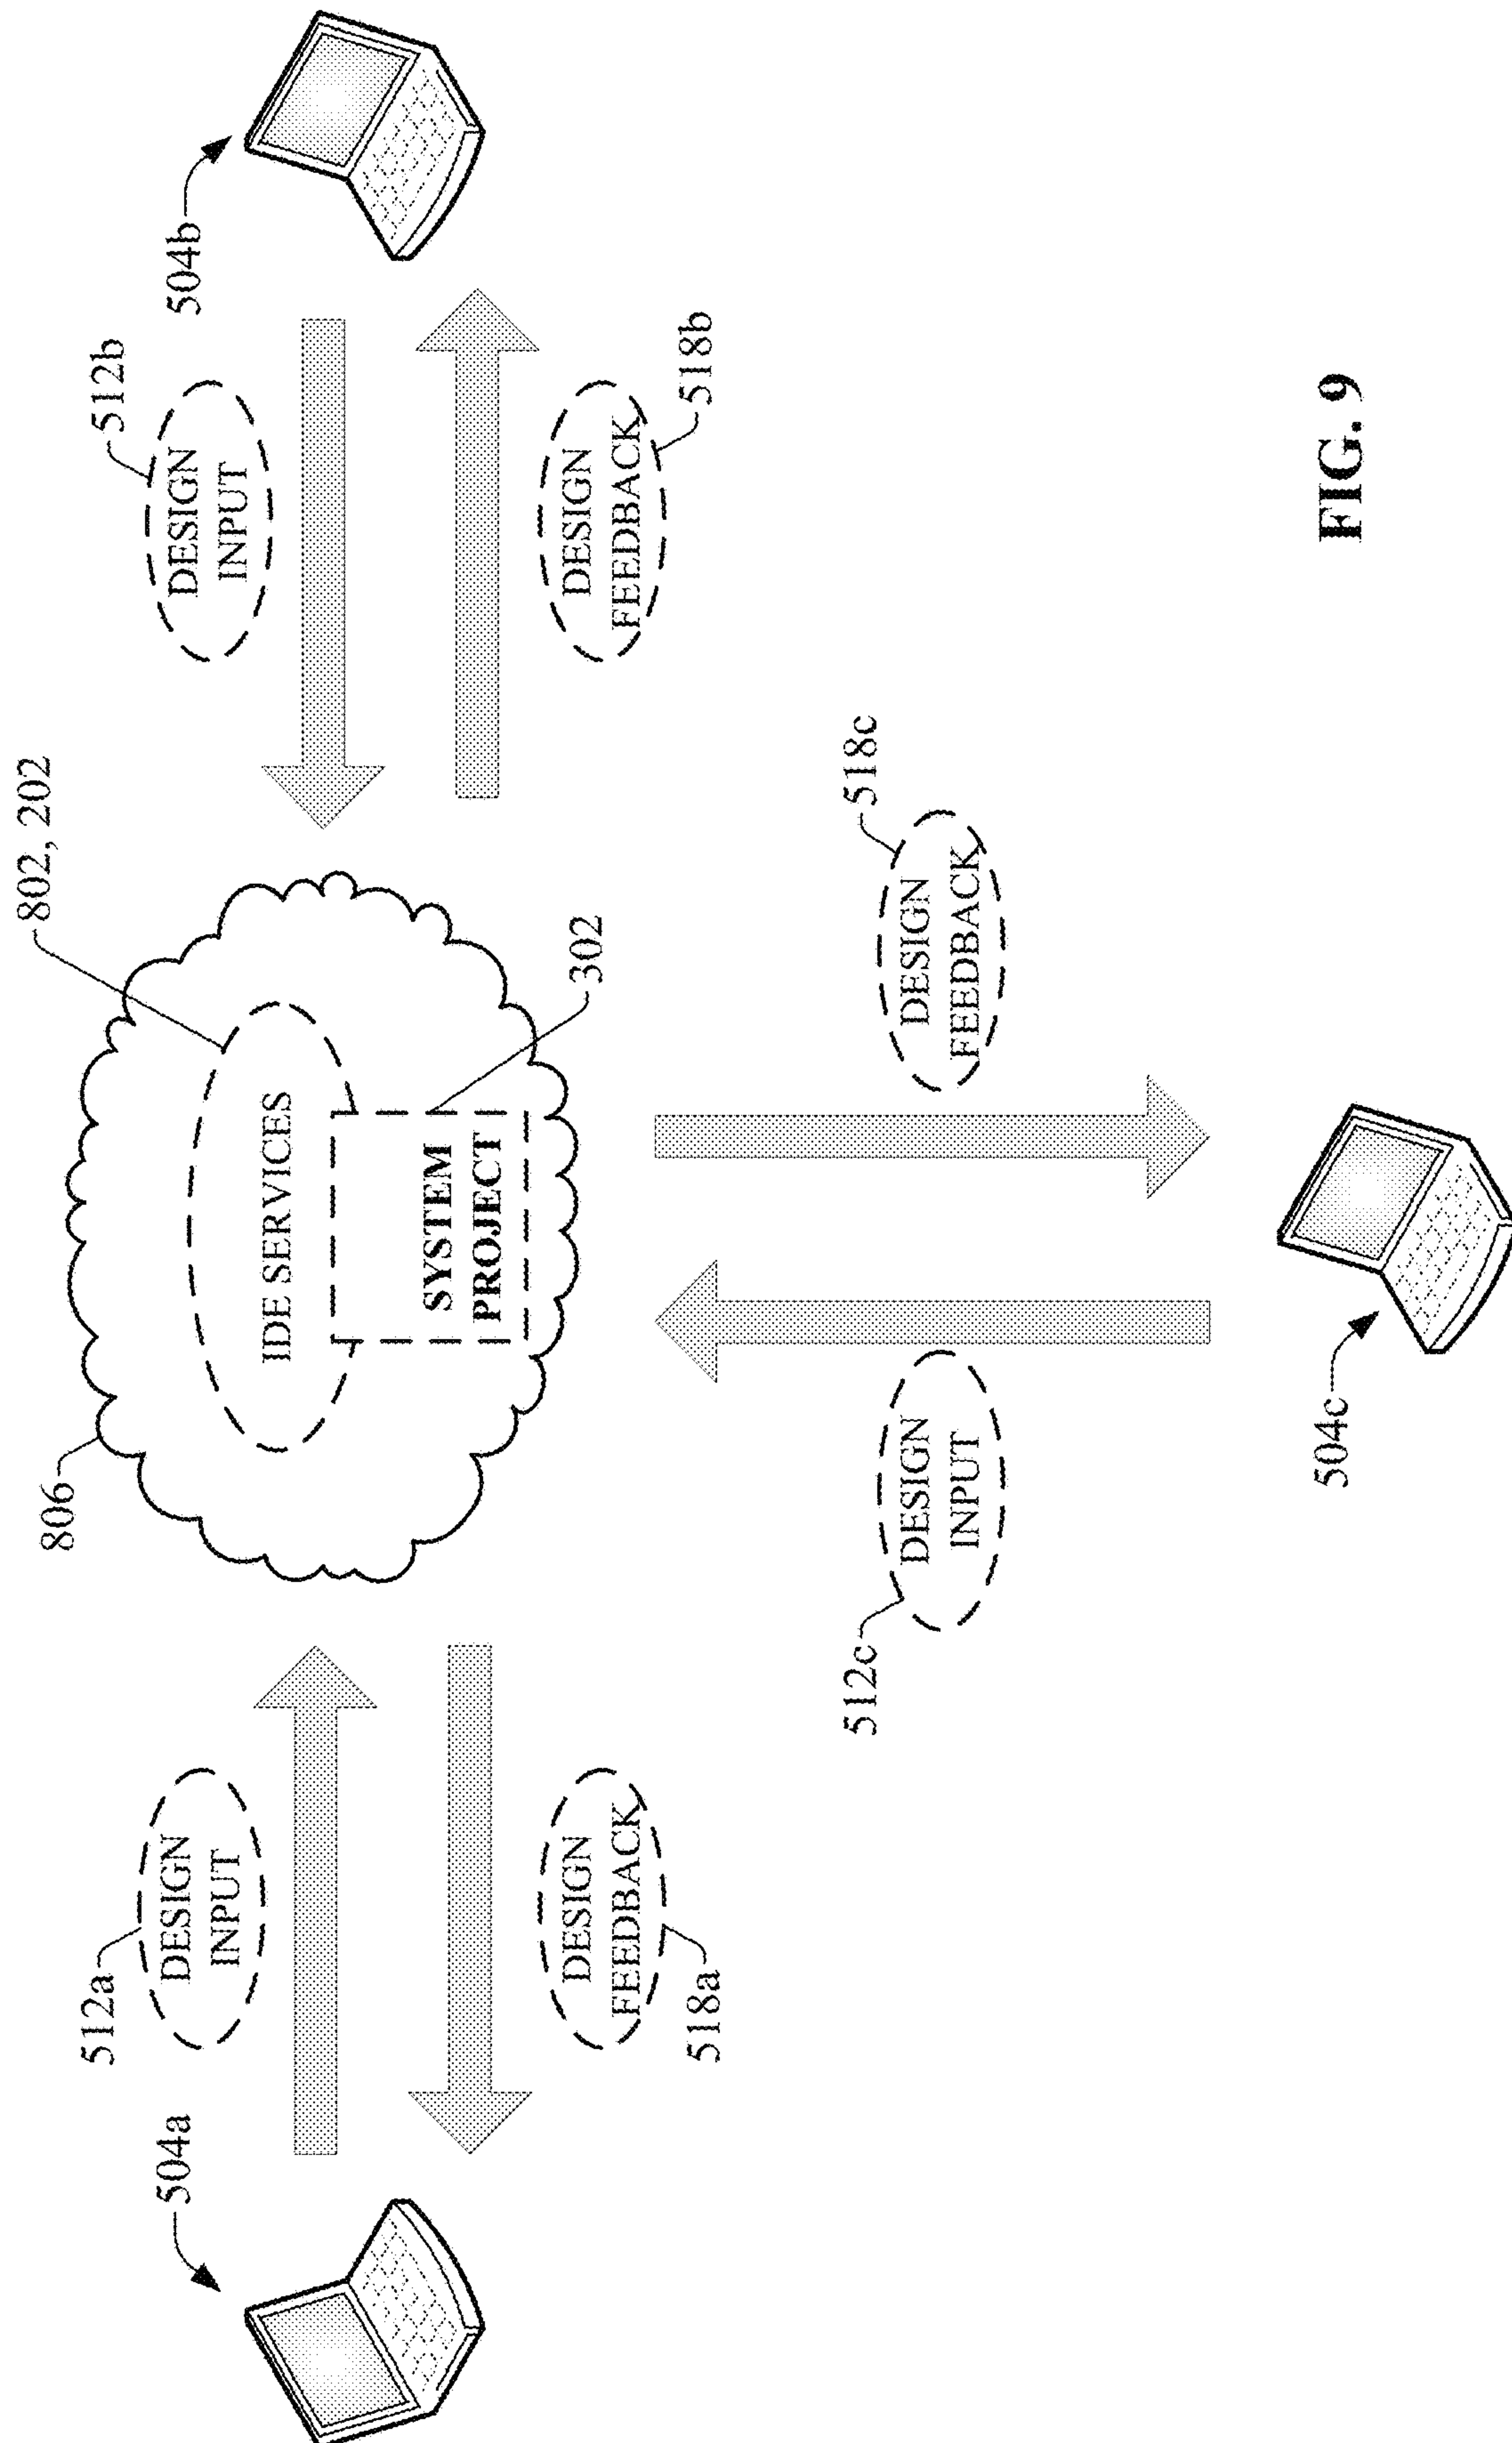 802, 202
806
IDE SERVICES
SYSTEM
PROJECT
302
504a
512a
DESIGN
INPUT
DESIGN
FEEDBACK
518a
512b
504b
DESIGN
INPUT
DESIGN
FEEDBACK
518b
512c
DESIGN
INPUT
518c
DESIGN
FEEDBACK
504c
FIG. 9